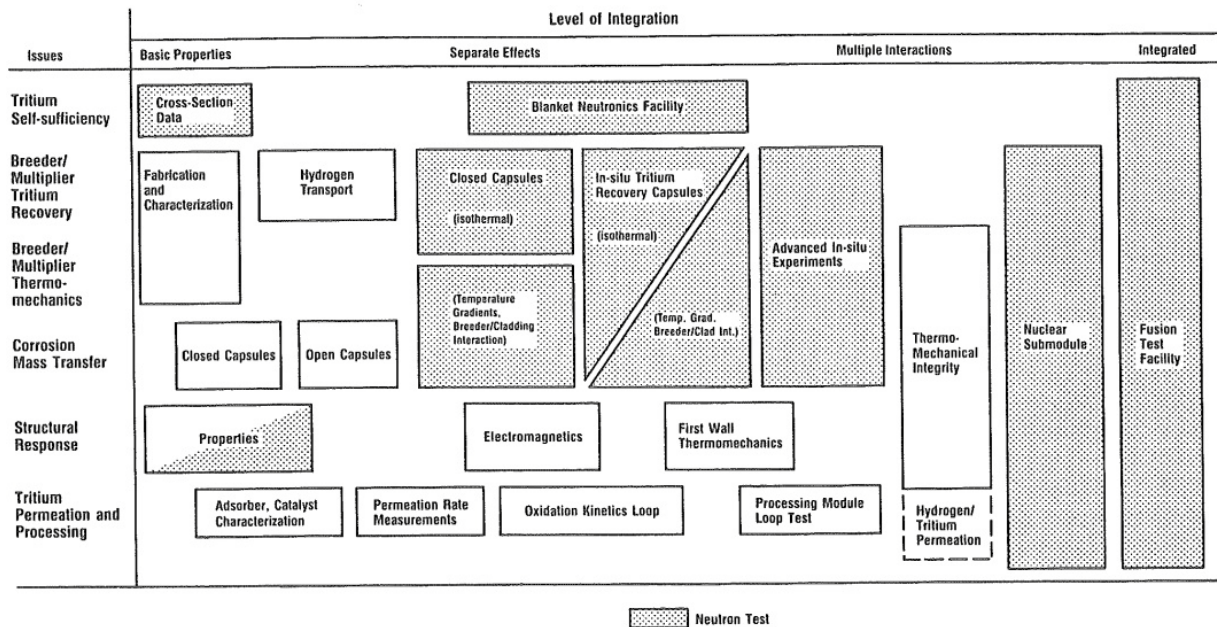 Level of Integration
Issues
Basic Properties
Separate Effects
Multiple Interactions
Integrated
Tritium
Self-sufficiency
Cross-Section
Data
Blanket Neutronics Facility
Breeder/
Multiplier
Tritium
Recovery
Fabrication
and
Characterization
Hydrogen
Transport
Closed Capsules
(isothermal)
In-situ Tritium
Recovery Capsules
(isothermal)
Breeder/
Multiplier
Thermo-
mechanics
(Temperature
Gradients,
Breeder/Cladding
Interaction)
(Temp. Grad.
Breeder/Clad Int.)
Advanced In-situ
Experiments
Corrosion
Mass Transfer
Closed Capsules
Open Capsules
Thermo-
Mechanical
Integrity
Nuclear
Submodule
Fusion
Test
Facility
Structural
Response
Properties
Electromagnetics
First Wall
Thermomechanics
Tritium
Permeation and
Processing
Adsorber, Catalyst
Characterization
Permeation Rate
Measurements
Oxidation Kinetics Loop
Processing Module
Loop Test
Hydrogen/
Tritium
Permeation
Neutron Test